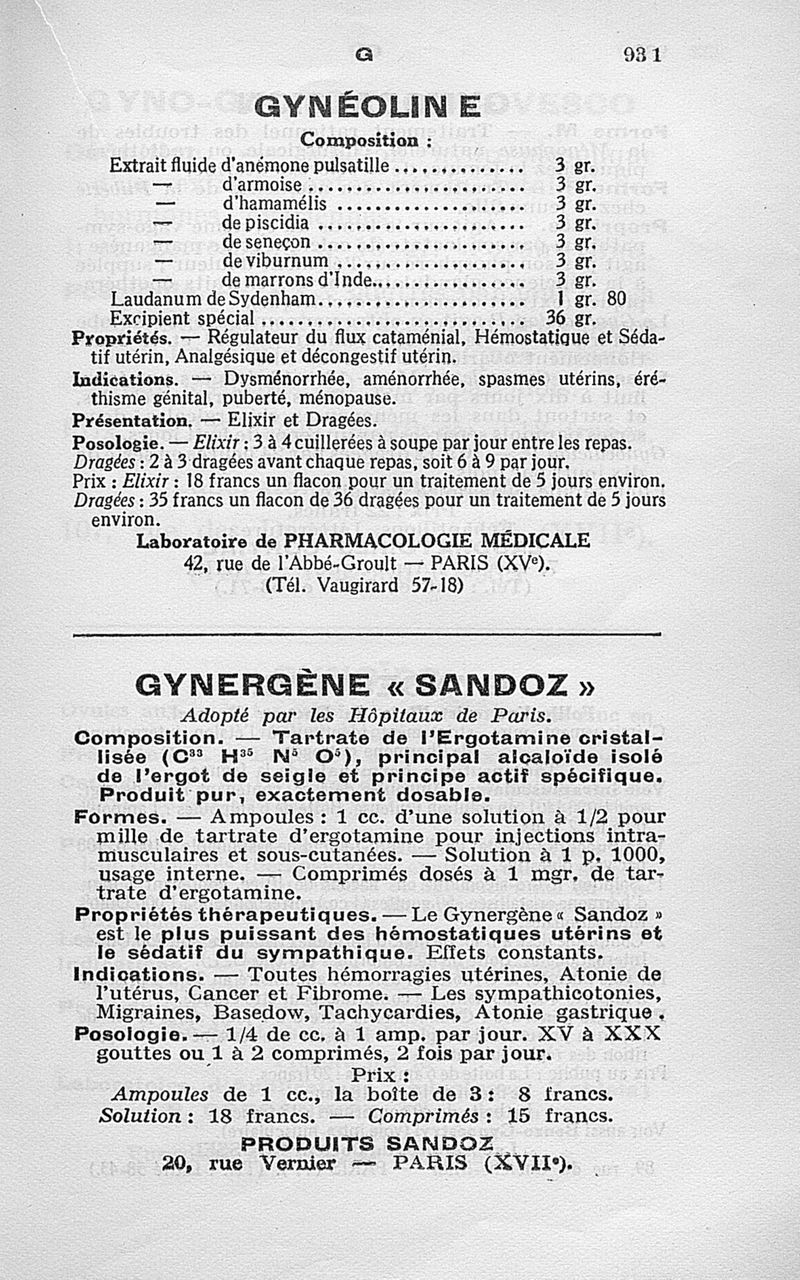 G 931
GYNÉOLINE
Composition :
Extrait fluide d'anémone pulsatille .............. 3 gr.
— d'armoise ....................... 3 gr.
— d'hamamélis .................... 3 gr.
— de piscidia ...................... 3 gr.
— de seneçon ...................... 3 gr.
— de viburnum .................... 3 gr.
— de marrons d'Inde................ 3 gr.
Laudanum de Sydenham...................... 1 gr. 80
Excipient spécial ............................ 36 gr.
Propriétés. — Régulateur du flux cataménial, Hémostatique et Séda-
tif utérin, Analgésique et décongestif utérin.
Indications. — Dysménorrhée, aménorrhée, spasmes utérins, éré-
thisme génital, puberté, ménopause.
Présentation. — Elixir et Dragées.
Posologie. — Elixir : 3 à 4 cuillerées à soupe par jour entre les repas.
Dragées : 2 à 3 dragées avant chaque repas, soit 6 à 9 par jour.
Prix : Elixir : 18 francs un flacon pour un traitement de 5 jours environ.
Dragées : 35 francs un flacon de 36 dragées pour un traitement de 5 jours
environ.
Laboratoire de PHARMACOLOGIE MÉDICALE
42, rue de l'Abbé-Groult — PARIS (XVe).
(Tél. Vaugirard 57-18)
GYNERGÈNE « SANDOZ »
Adopté par les Hôpitaux de Paris.
Composition. — Tartrate de l'Ergotamine cristal-
lisée (C³³ H³⁵ N⁵ O⁵), principal alcaloïde isolé
de l'ergot de seigle et principe actif spécifique.
Produit pur, exactement dosable.
Formes. — Ampoules : 1 cc. d'une solution à 1/2 pour
mille de tartrate d'ergotamine pour injections intra-
musculaires et sous-cutanées. — Solution à 1 p. 1000,
usage interne. — Comprimés dosés à 1 mgr. de tar-
trate d'ergotamine.
Propriétés thérapeutiques. — Le Gynergène « Sandoz »
est le plus puissant des hémostatiques utérins et
le sédatif du sympathique. Effets constants.
Indications. — Toutes hémorragies utérines, Atonie de
l'utérus, Cancer et Fibrome. — Les sympathicotonies,
Migraines, Basedow, Tachycardies, Atonie gastrique.
Posologie. — 1/4 de cc. à 1 amp. par jour. XV à XXX
gouttes ou 1 à 2 comprimés, 2 fois par jour.
Prix :
Ampoules de 1 cc., la boîte de 3 : 8 francs.
Solution : 18 francs. — Comprimés : 15 francs.
PRODUITS SANDOZ
20, rue Vernier — PARIS (XVIIe).